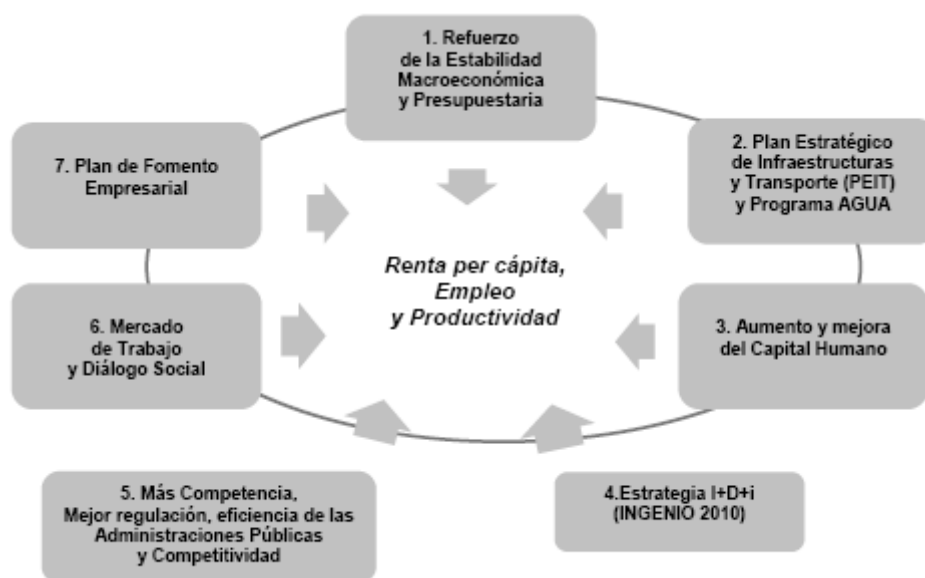 1. Refuerzo
de la Estabilidad
Macroeconómica
y Presupuestaria
2. Plan Estratégico
de Infraestructuras
y Transporte (PEIT)
y Programa AGUA
3. Aumento y mejora
del Capital Humano
4.Estrategia I+D+i
(INGENIO 2010)
5. Más Competencia,
Mejor regulación, eficiencia de las
Administraciones Públicas
y Competitividad
6. Mercado
de Trabajo
y Diálogo Social
7. Plan de Fomento
Empresarial
Renta per cápita,
Empleo
y Productividad